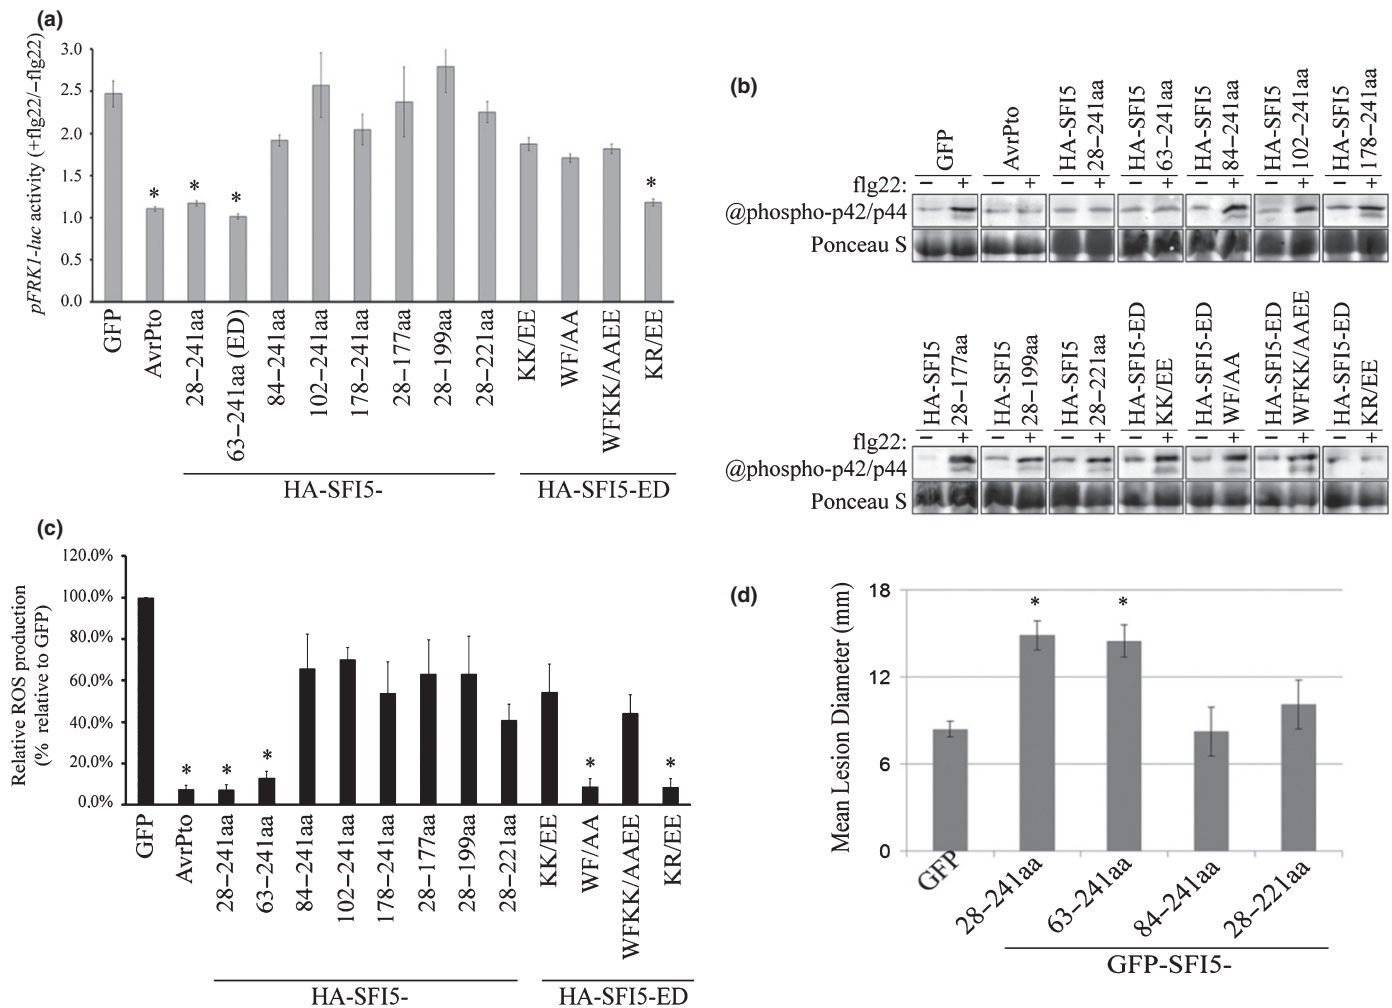 (a)
pFRK1-luc activity (+flg22/−flg22)
3.0
2.5
2.0
1.5
1.0
0.5
0.0
* * * *
GFP
AvrPto
28−241aa
63−241aa (ED)
84−241aa
102−241aa
178−241aa
28−177aa
28−199aa
28−221aa
KK/EE
WF/AA
WFKK/AAEE
KR/EE
HA-SFI5-
HA-SFI5-ED
(b)
GFP
AvrPto
HA-SFI5 28−241aa
HA-SFI5 63−241aa
HA-SFI5 84−241aa
HA-SFI5 102−241aa
HA-SFI5 178−241aa
flg22: − + − + − + − + − + − + − +
@phospho-p42/p44
Ponceau S
HA-SFI5 28−177aa
HA-SFI5 28−199aa
HA-SFI5 28−221aa
HA-SFI5-ED KK/EE
HA-SFI5-ED WF/AA
HA-SFI5-ED WFKK/AAEE
HA-SFI5-ED KR/EE
flg22: − + − + − + − + − + − + − +
@phospho-p42/p44
Ponceau S
(c)
Relative ROS production
(% relative to GFP)
120.0%
100.0%
80.0%
60.0%
40.0%
20.0%
0.0%
* * * * *
GFP
AvrPto
28−241aa
63−241aa
84−241aa
102−241aa
178−241aa
28−177aa
28−199aa
28−221aa
KK/EE
WF/AA
WFKK/AAEE
KR/EE
HA-SFI5-
HA-SFI5-ED
(d)
Mean Lesion Diameter (mm)
18
12
6
0
* *
GFP
28−241aa
63−241aa
84−241aa
28−221aa
GFP-SFI5-